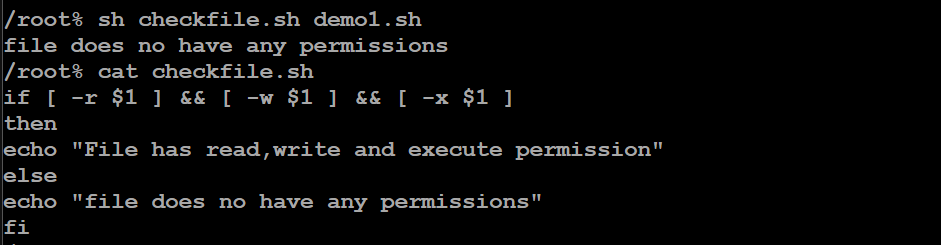 /root% sh checkfile.sh demo1.sh
file does no have any permissions
/root% cat checkfile.sh
if [ -r $1 ] && [ -w $1 ] && [ -x $1 ]
then
echo "File has read,write and execute permission"
else
echo "file does no have any permissions"
fi